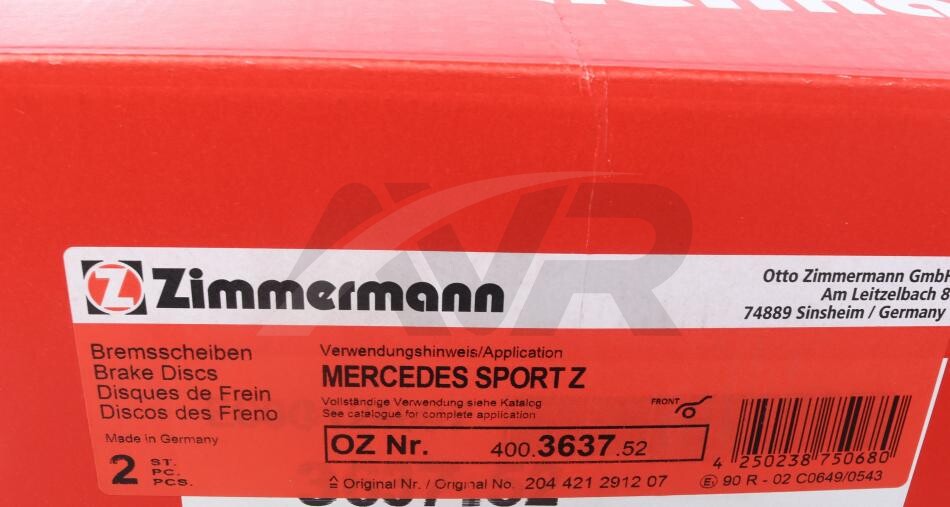 AVR
Zimmermann
Otto Zimmermann GmbH
Am Leitzelbach 8
74889 Sinsheim / Germany
Bremsscheiben
Brake Discs
Disques de Frein
Discos des Freno
Made in Germany
2 ST.
PC.
PCS.
Verwendungshinweis/Application
MERCEDES SPORT Z
Vollständige Verwendung siehe Katalog
See catalogue for complete application
FRONT
OZ Nr. 400.3637.52
≙ Original Nr. / Original No. 204 421 2912 07
4 250238 750680
E1 90 R - 02 C0649/0543